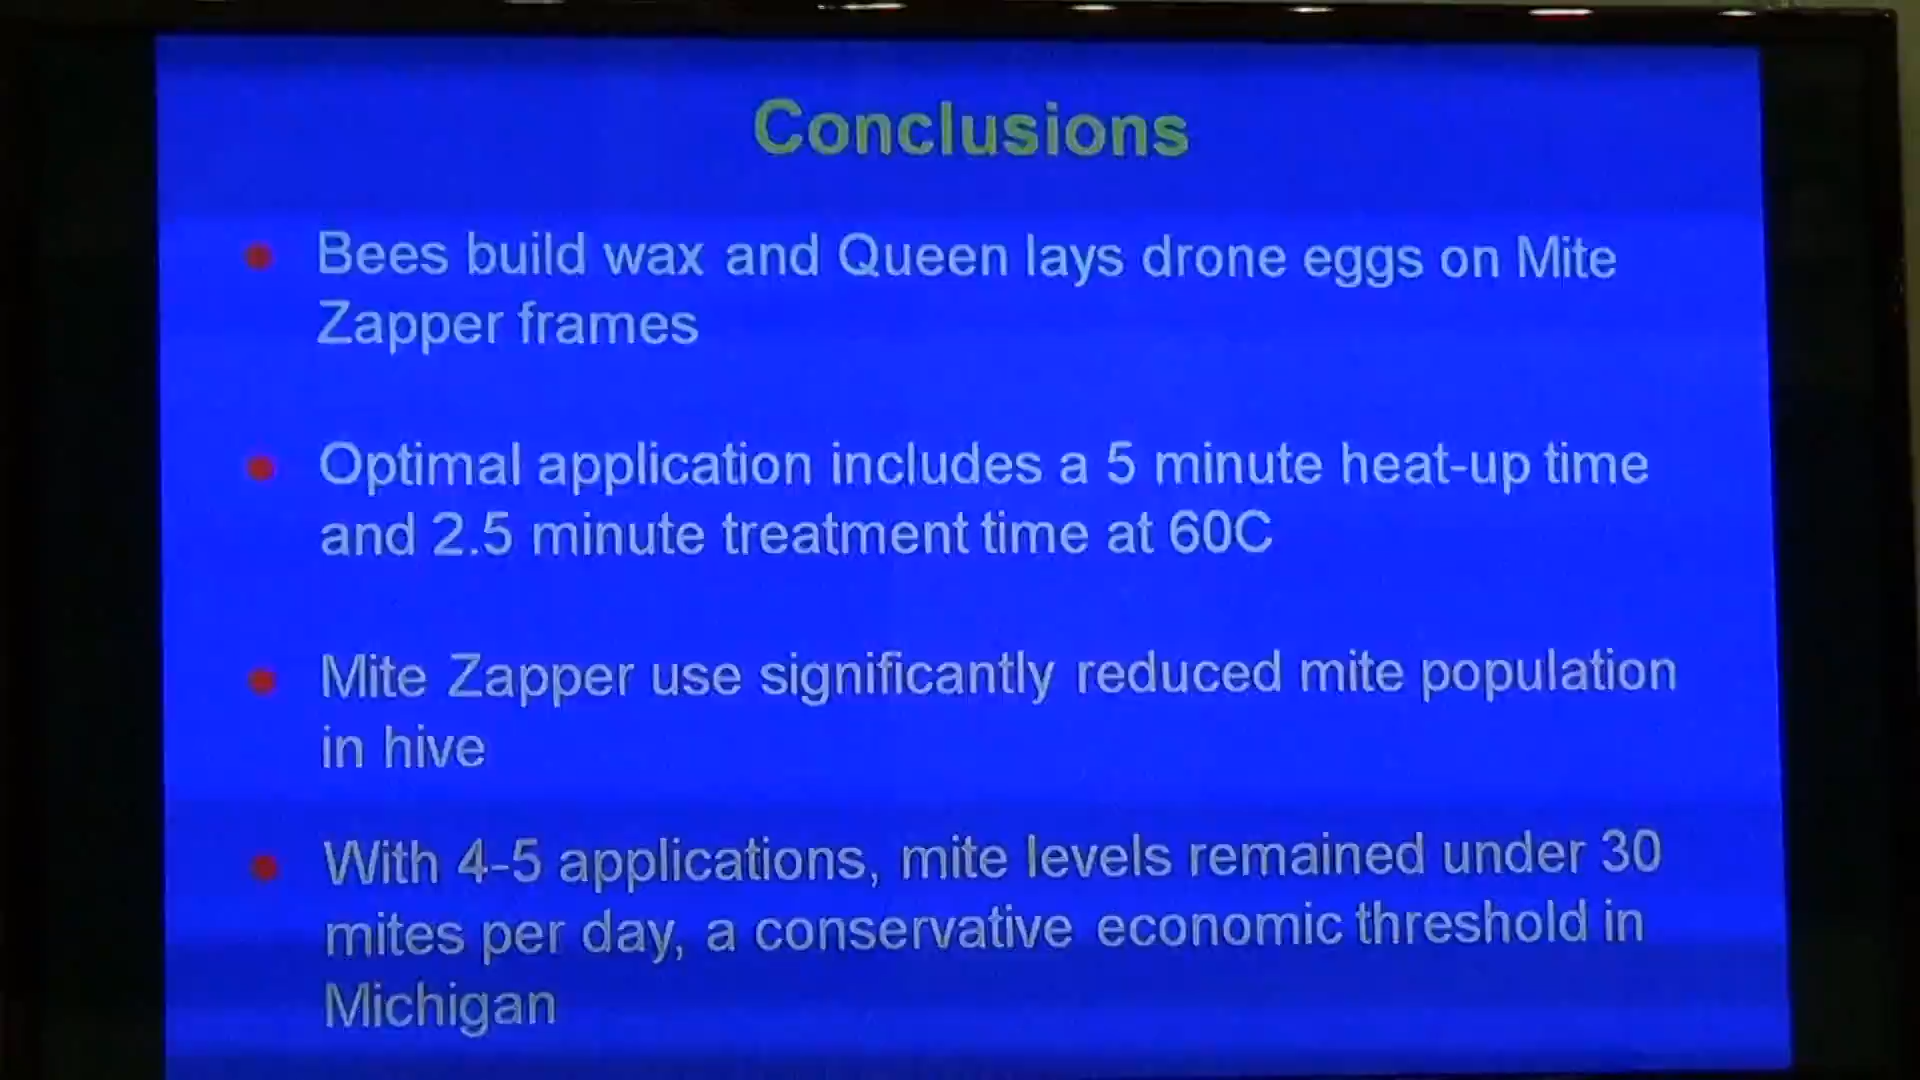 Conclusions
Bees build wax and Queen lays drone eggs on Mite
Zapper frames
Optimal application includes a 5 minute heat-up time
and 2.5 minute treatment time at 60C
Mite Zapper use significantly reduced mite population
in hive
With 4-5 applications, mite levels remained under 30
mites per day, a conservative economic threshold in
Michigan